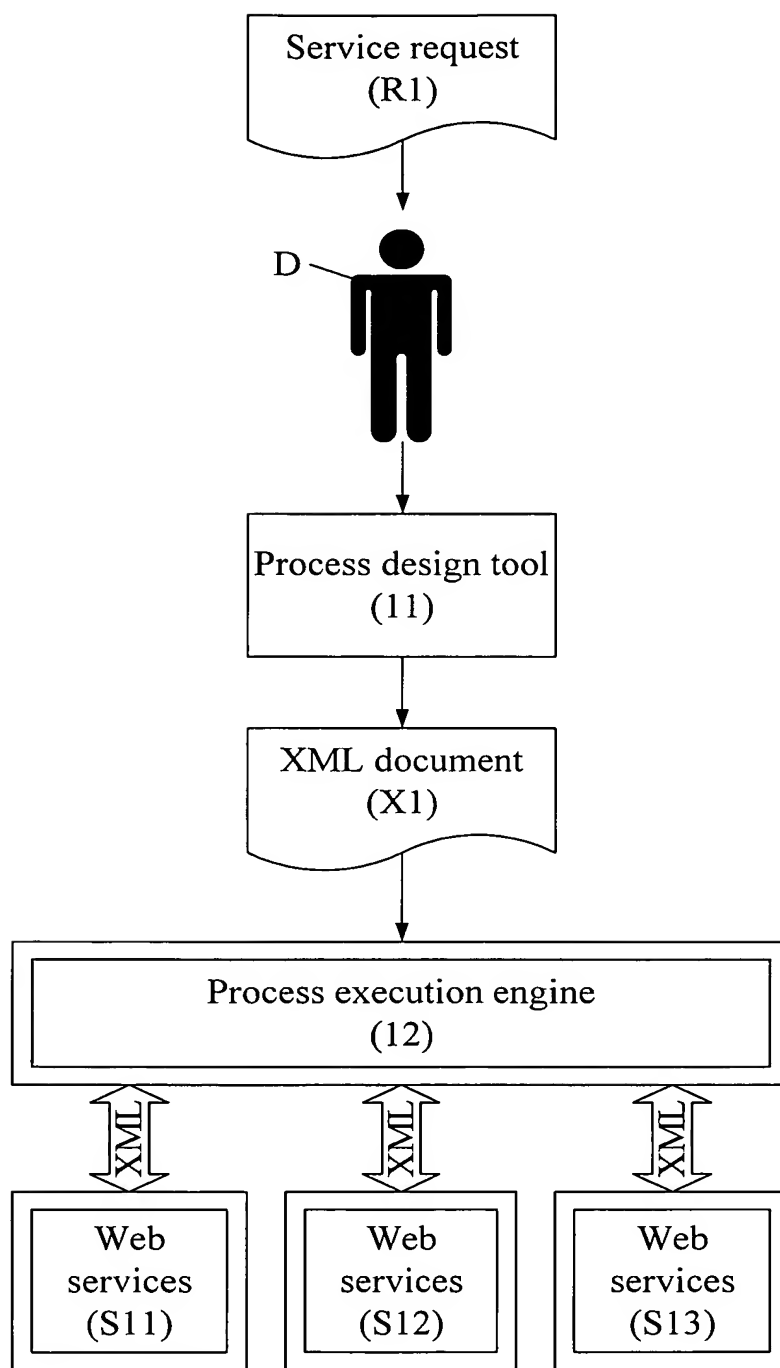 Service request
(R1)
D
Process design tool
(11)
XML document
(X1)
Process execution engine
(12)
XML
XML
XML
Web
services
(S11)
Web
services
(S12)
Web
services
(S13)